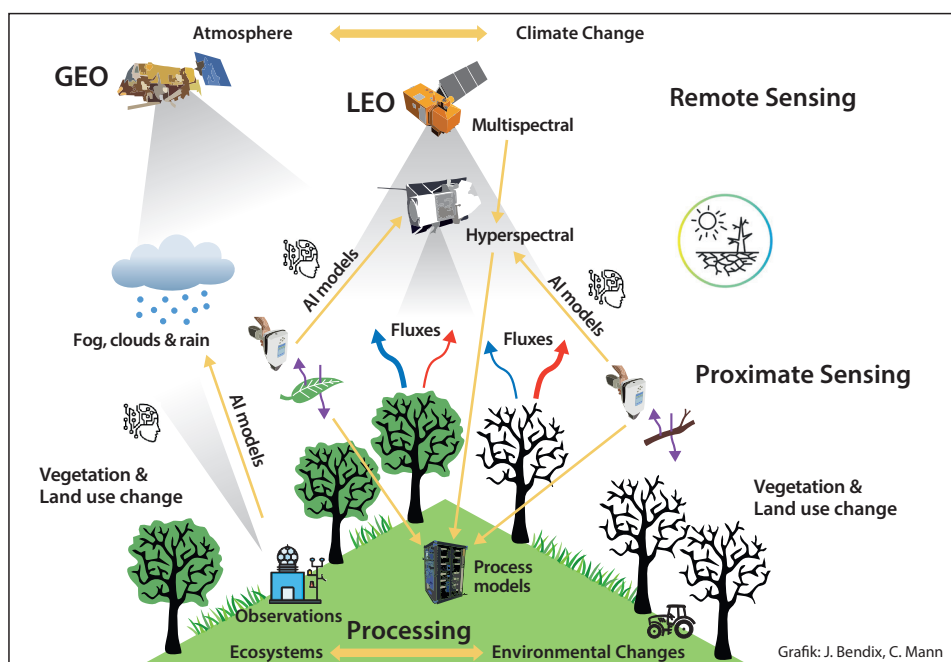 Atmosphere
Climate Change
GEO
LEO
Remote Sensing
Multispectral
Hyperspectral
AI models
AI models
Fog, clouds & rain
Fluxes
Fluxes
Proximate Sensing
AI models
Vegetation &
Land use change
Vegetation &
Land use change
Process
models
Observations
Processing
Ecosystems
Environmental Changes
Grafik: J. Bendix, C. Mann